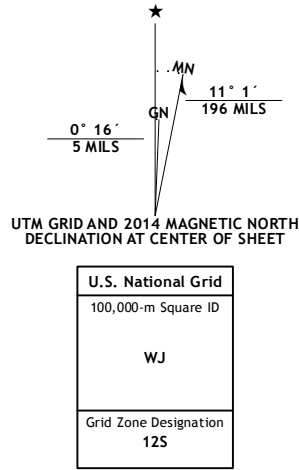 ★
MN
GN
11° 1´
196 MILS
0° 16´
5 MILS
UTM GRID AND 2014 MAGNETIC NORTH
DECLINATION AT CENTER OF SHEET
U.S. National Grid
100,000-m Square ID
WJ
Grid Zone Designation
12S